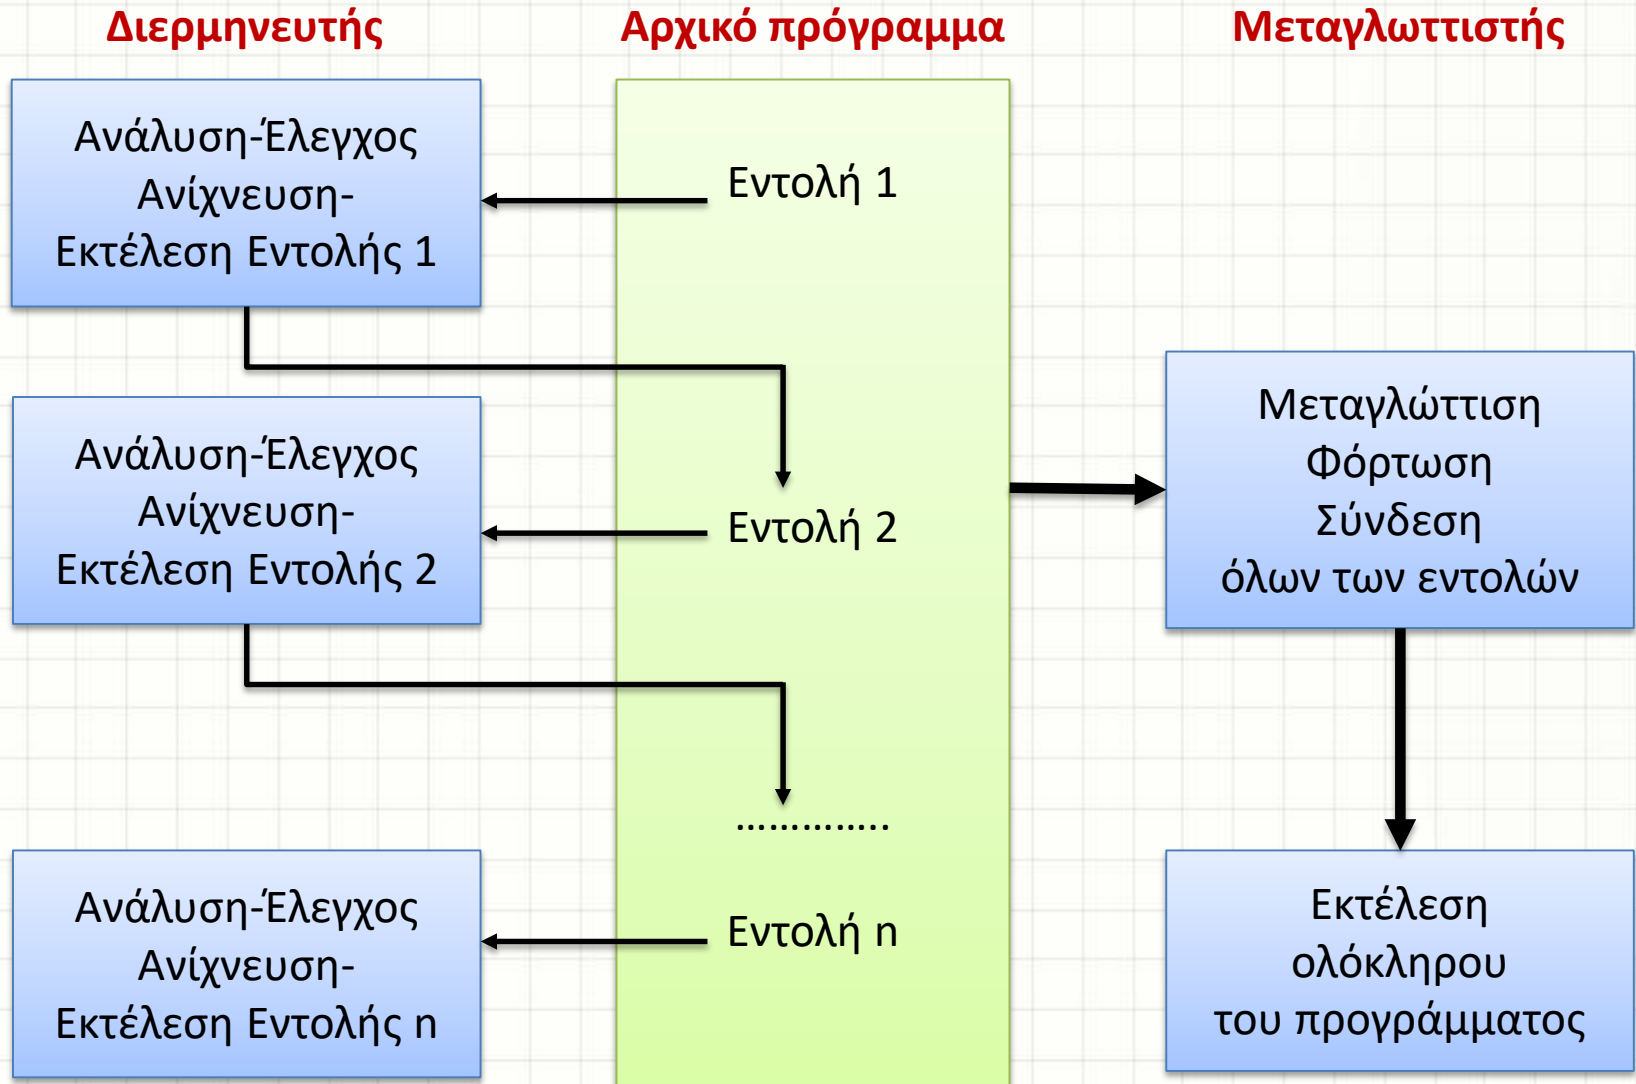 Διερμηνευτής
Αρχικό πρόγραμμα
Μεταγλωττιστής
Ανάλυση-Έλεγχος
Ανίχνευση-
Εκτέλεση Εντολής 1
Εντολή 1
Ανάλυση-Έλεγχος
Ανίχνευση-
Εκτέλεση Εντολής 2
Εντολή 2
…………..
Ανάλυση-Έλεγχος
Ανίχνευση-
Εκτέλεση Εντολής n
Εντολή n
Μεταγλώττιση
Φόρτωση
Σύνδεση
όλων των εντολών
Εκτέλεση
ολόκληρου
του προγράμματος